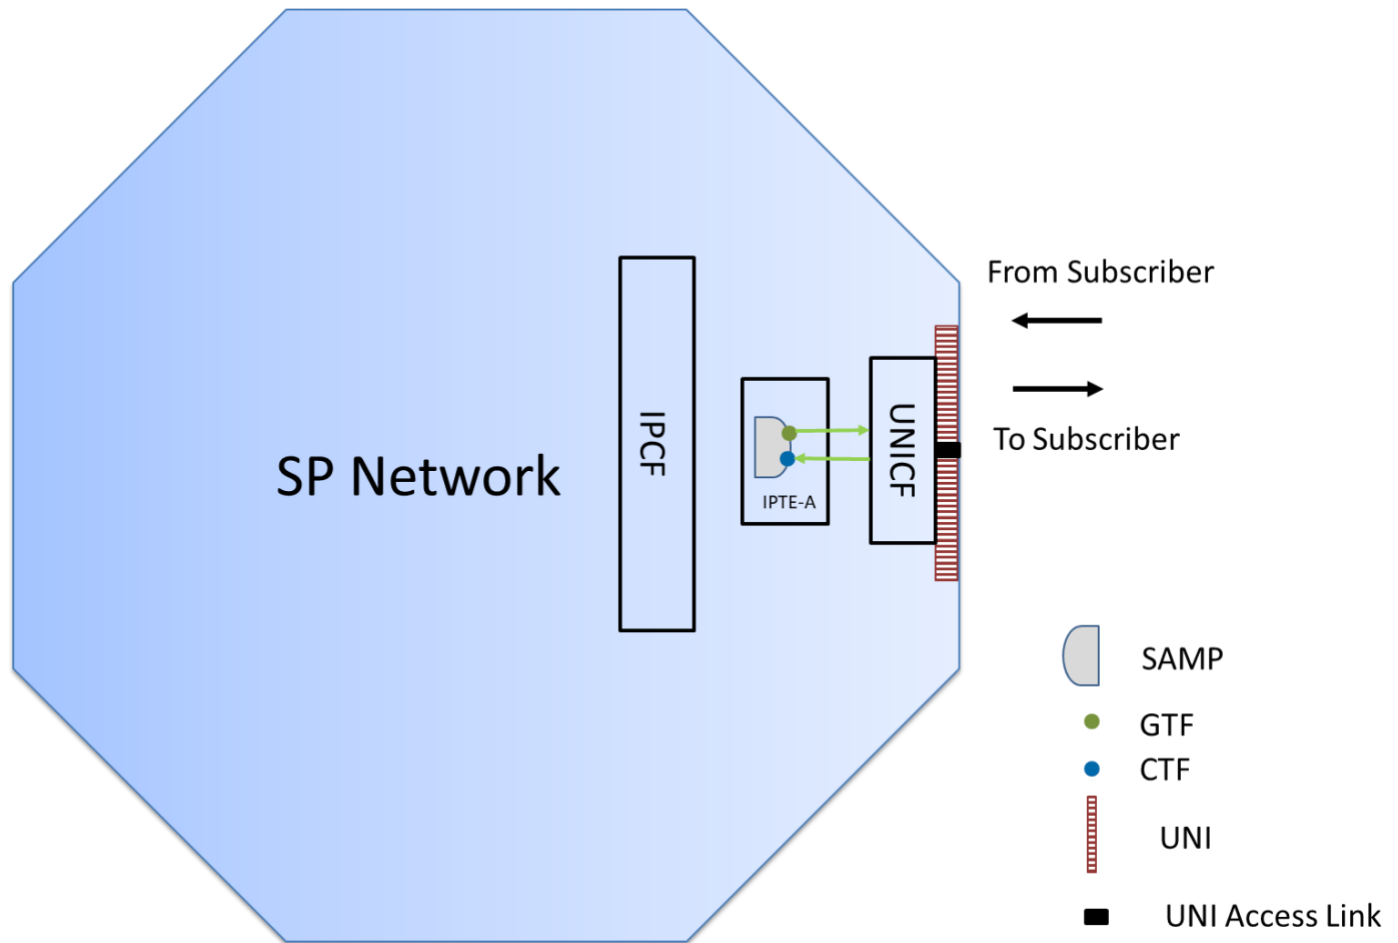 From Subscriber
To Subscriber
SP Network
IPCF
UNICF
IPTE-A
SAMP
GTF
CTF
UNI
UNI Access Link